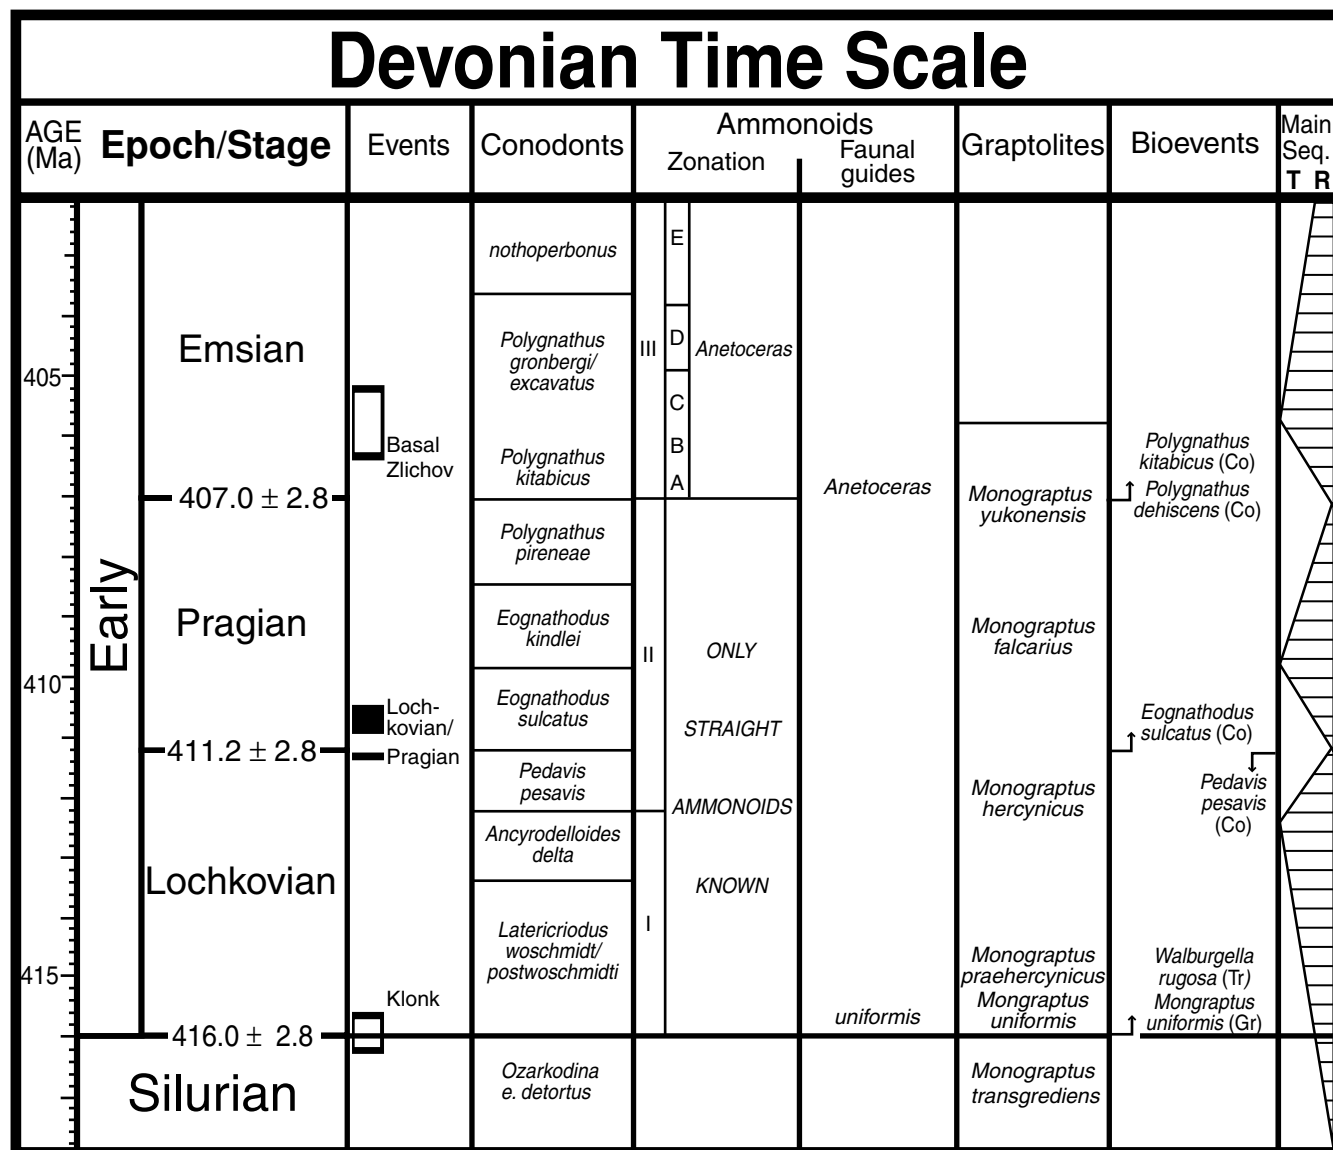 Devonian Time Scale
AGE
(Ma)
Epoch/Stage
Events
Conodonts
Ammonoids
Zonation
Faunal
guides
Graptolites
Bioevents
Main
Seq.
T R
405
410
415
Early
Emsian
407.0 ± 2.8
Pragian
411.2 ± 2.8
Lochkovian
416.0 ± 2.8
Silurian
Basal
Zlichov
Loch-
kovian/
Pragian
Klonk
nothoperbonus
Polygnathus
gronbergi/
excavatus
Polygnathus
kitabicus
Polygnathus
pireneae
Eognathodus
kindlei
Eognathodus
sulcatus
Pedavis
pesavis
Ancyrodelloides
delta
Latericriodus
woschmidt/
postwoschmidti
Ozarkodina
e. detortus
III
II
I
E
D
C
B
A
Anetoceras
ONLY
STRAIGHT
AMMONOIDS
KNOWN
Anetoceras
uniformis
Monograptus
yukonensis
Monograptus
falcarius
Monograptus
hercynicus
Monograptus
praehercynicus
Mongraptus
uniformis
Monograptus
transgrediens
Polygnathus
kitabicus (Co)
Polygnathus
dehiscens (Co)
Eognathodus
sulcatus (Co)
Pedavis
pesavis
(Co)
Walburgella
rugosa (Tr)
Mongraptus
uniformis (Gr)